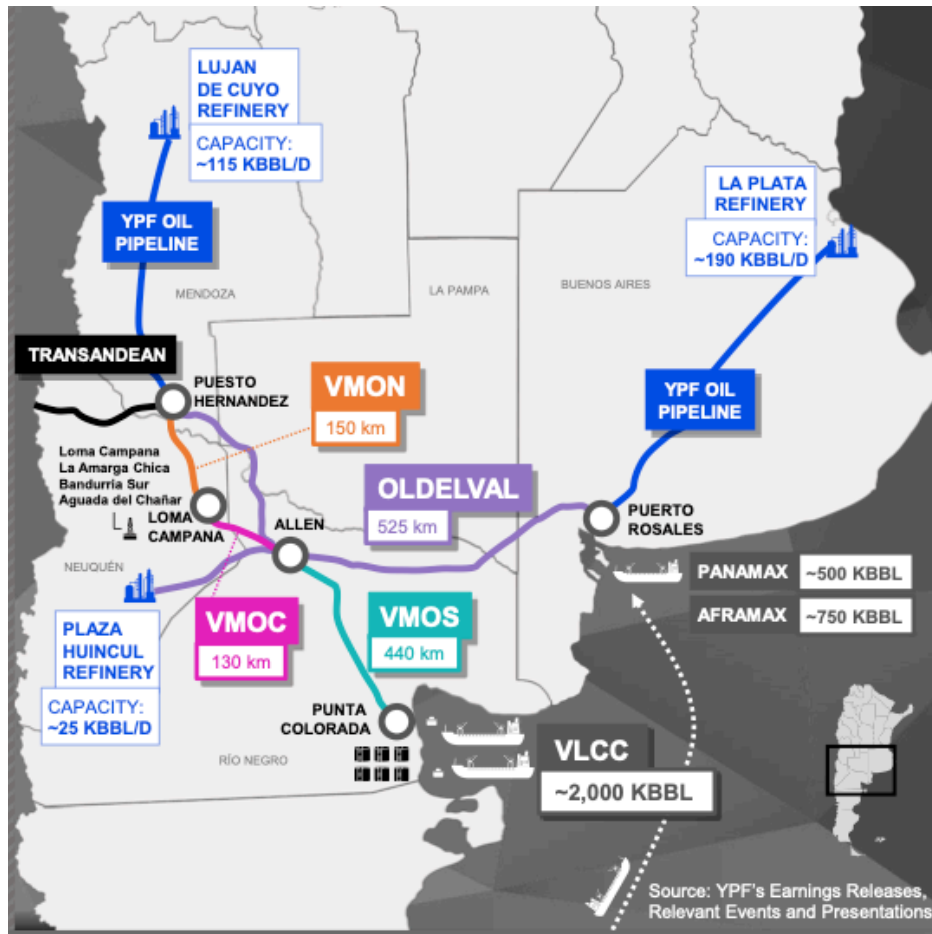 LUJAN
DE CUYO
REFINERY
CAPACITY:
~115 KBBL/D
LA PLATA
REFINERY
CAPACITY:
~190 KBBL/D
YPF OIL
PIPELINE
MENDOZA
LA PAMPA
BUENOS AIRES
TRANSANDEAN
PUESTO
HERNANDEZ
VMON
150 km
YPF OIL
PIPELINE
Loma Campana
La Amarga Chica
Bandurria Sur
Aguada del Chañar
LOMA
CAMPANA
ALLEN
OLDELVAL
525 km
PUERTO
ROSALES
NEUQUÉN
PANAMAX
~500 KBBL
AFRAMAX
~750 KBBL
PLAZA
HUINCUL
REFINERY
CAPACITY:
~25 KBBL/D
VMOC
130 km
VMOS
440 km
PUNTA
COLORADA
RÍO NEGRO
VLCC
~2,000 KBBL
Source: YPF's Earnings Releases,
Relevant Events and Presentations